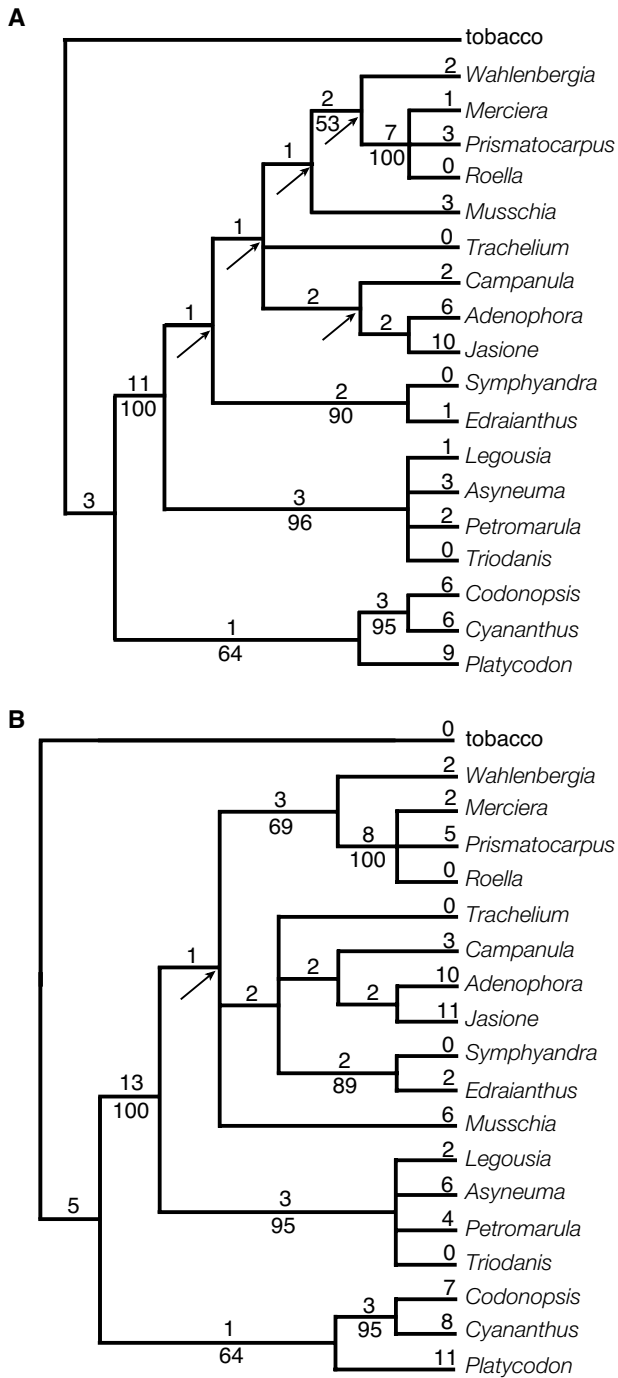 A
tobacco
2 Wahlenbergia
2
53
1 Merciera
7
100
3 Prismatocarpus
1
0 Roella
3 Musschia
1
0 Trachelium
2 Campanula
2
6 Adenophora
2
1
10 Jasione
0 Symphyandra
2
90
11
100
1 Edraianthus
1 Legousia
3 Asyneuma
3
96
3
2 Petromarula
0 Triodanis
6 Codonopsis
3
95
6 Cyananthus
1
64
9 Platycodon
B
0 tobacco
2 Wahlenbergia
3
69
2 Merciera
8
100
5 Prismatocarpus
0 Roella
0 Trachelium
3 Campanula
1
2
10 Adenophora
2
2
11 Jasione
0 Symphyandra
2
89
13
100
2 Edraianthus
6 Musschia
2 Legousia
6 Asyneuma
3
95
5
4 Petromarula
0 Triodanis
7 Codonopsis
3
95
8 Cyananthus
1
64
11 Platycodon